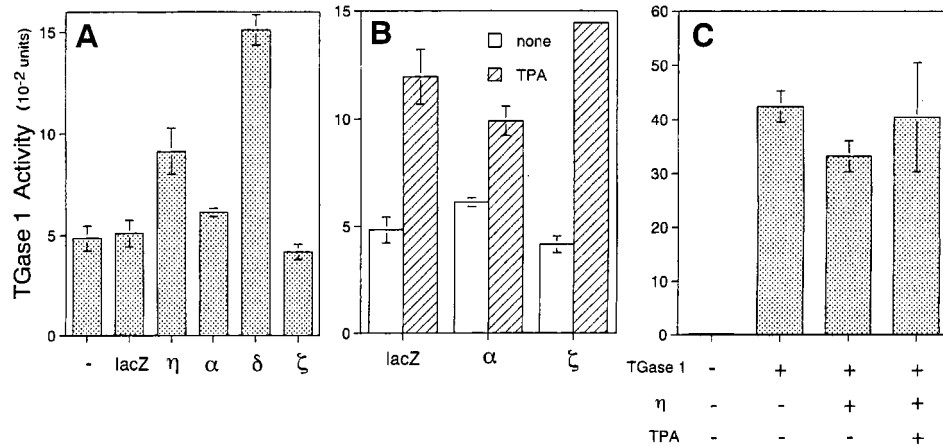 A
B
C
TGase 1 Activity (10⁻² units)
15
10
5
0
- lacZ η α δ ζ
15
10
5
0
none
TPA
lacZ α ζ
60
50
40
30
20
10
0
TGase 1 - + + +
η - - + +
TPA - - - +